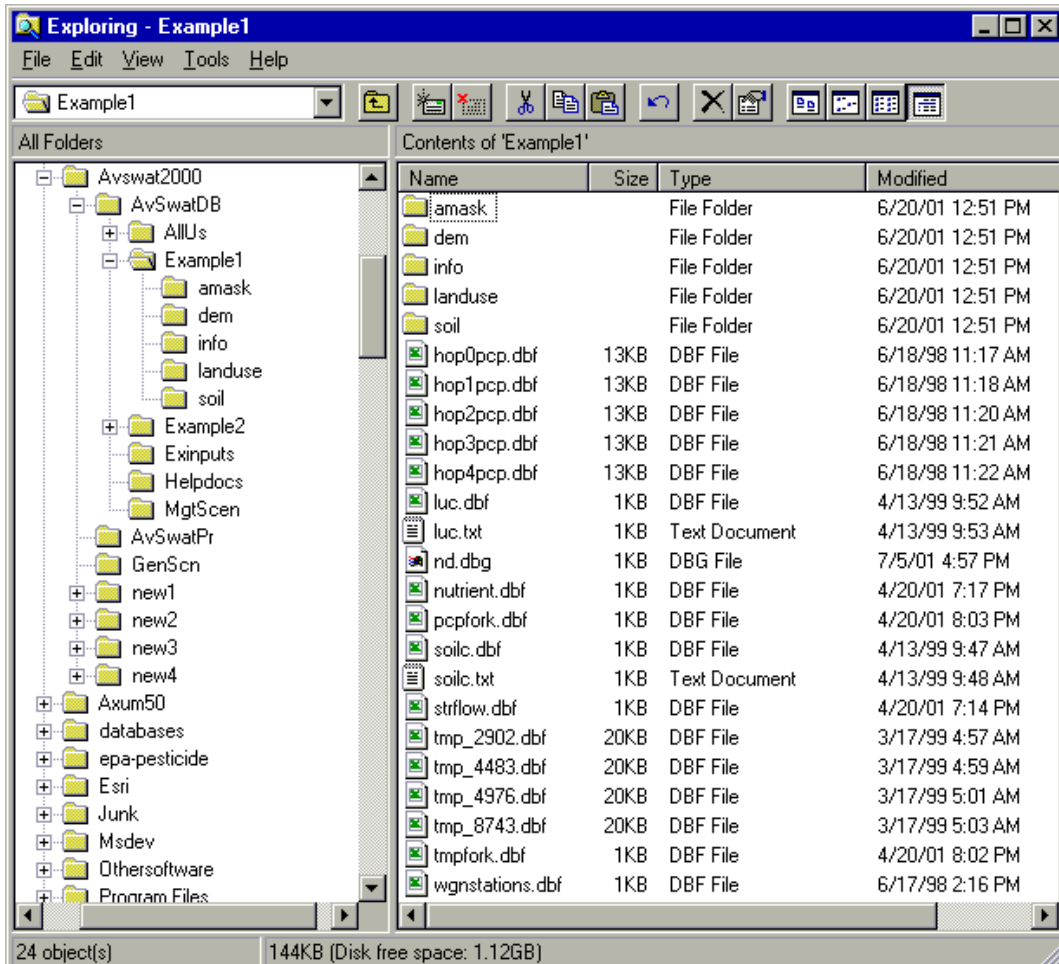 Exploring - Example1
File Edit View Tools Help
Example1
All Folders
Contents of 'Example1'
Avswat2000
AvSwatDB
AllUs
Example1
amask
dem
info
landuse
soil
Example2
Exinputs
Helpdocs
MgtScen
AvSwatPr
GenScn
new1
new2
new3
new4
Axum50
databases
epa-pesticide
Esri
Junk
Msdev
Othersoftware
Program Files
Name Size Type Modified
amask File Folder 6/20/01 12:51 PM
dem File Folder 6/20/01 12:51 PM
info File Folder 6/20/01 12:51 PM
landuse File Folder 6/20/01 12:51 PM
soil File Folder 6/20/01 12:51 PM
hop0pcp.dbf 13KB DBF File 6/18/98 11:17 AM
hop1pcp.dbf 13KB DBF File 6/18/98 11:18 AM
hop2pcp.dbf 13KB DBF File 6/18/98 11:20 AM
hop3pcp.dbf 13KB DBF File 6/18/98 11:21 AM
hop4pcp.dbf 13KB DBF File 6/18/98 11:22 AM
luc.dbf 1KB DBF File 4/13/99 9:52 AM
luc.txt 1KB Text Document 4/13/99 9:53 AM
nd.dbg 1KB DBG File 7/5/01 4:57 PM
nutrient.dbf 1KB DBF File 4/20/01 7:17 PM
pcpfork.dbf 1KB DBF File 4/20/01 8:03 PM
soilc.dbf 1KB DBF File 4/13/99 9:47 AM
soilc.txt 1KB Text Document 4/13/99 9:48 AM
strflow.dbf 1KB DBF File 4/20/01 7:14 PM
tmp_2902.dbf 20KB DBF File 3/17/99 4:57 AM
tmp_4483.dbf 20KB DBF File 3/17/99 4:59 AM
tmp_4976.dbf 20KB DBF File 3/17/99 5:01 AM
tmp_8743.dbf 20KB DBF File 3/17/99 5:03 AM
tmpfork.dbf 1KB DBF File 4/20/01 8:02 PM
wgnstations.dbf 1KB DBF File 6/17/98 2:16 PM
24 object(s) 144KB (Disk free space: 1.12GB)